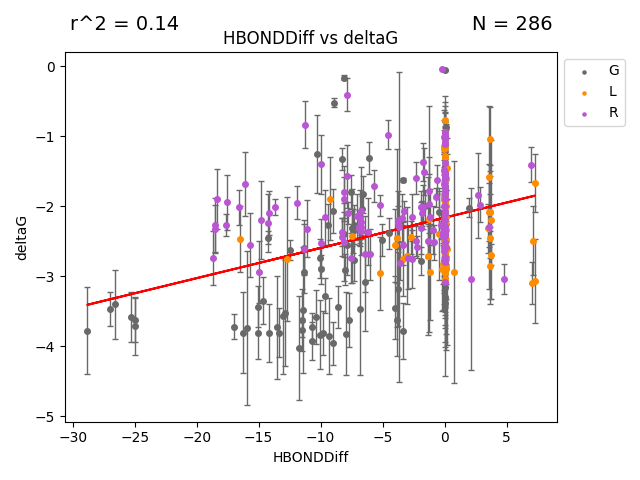 r^2 = 0.14
N = 286
HBONDDiff vs deltaG
G
L
R
deltaG
0
−1
−2
−3
−4
−5
−30
−25
−20
−15
−10
−5
0
5
HBONDDiff